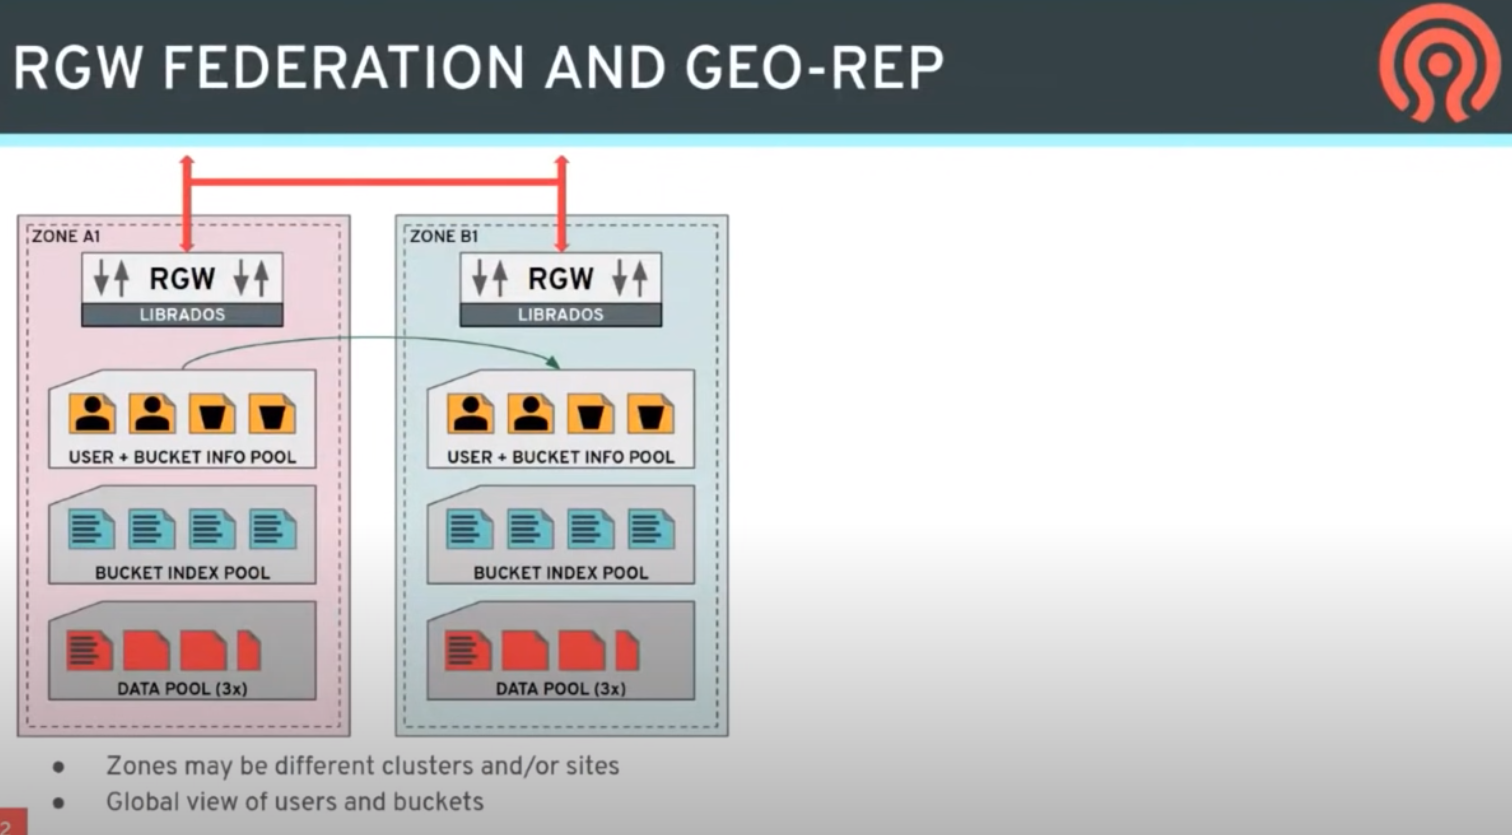 RGW FEDERATION AND GEO-REP
ZONE A1
RGW
LIBRADOS
USER + BUCKET INFO POOL
BUCKET INDEX POOL
DATA POOL (3x)
ZONE B1
RGW
LIBRADOS
USER + BUCKET INFO POOL
BUCKET INDEX POOL
DATA POOL (3x)
● Zones may be different clusters and/or sites
● Global view of users and buckets
2